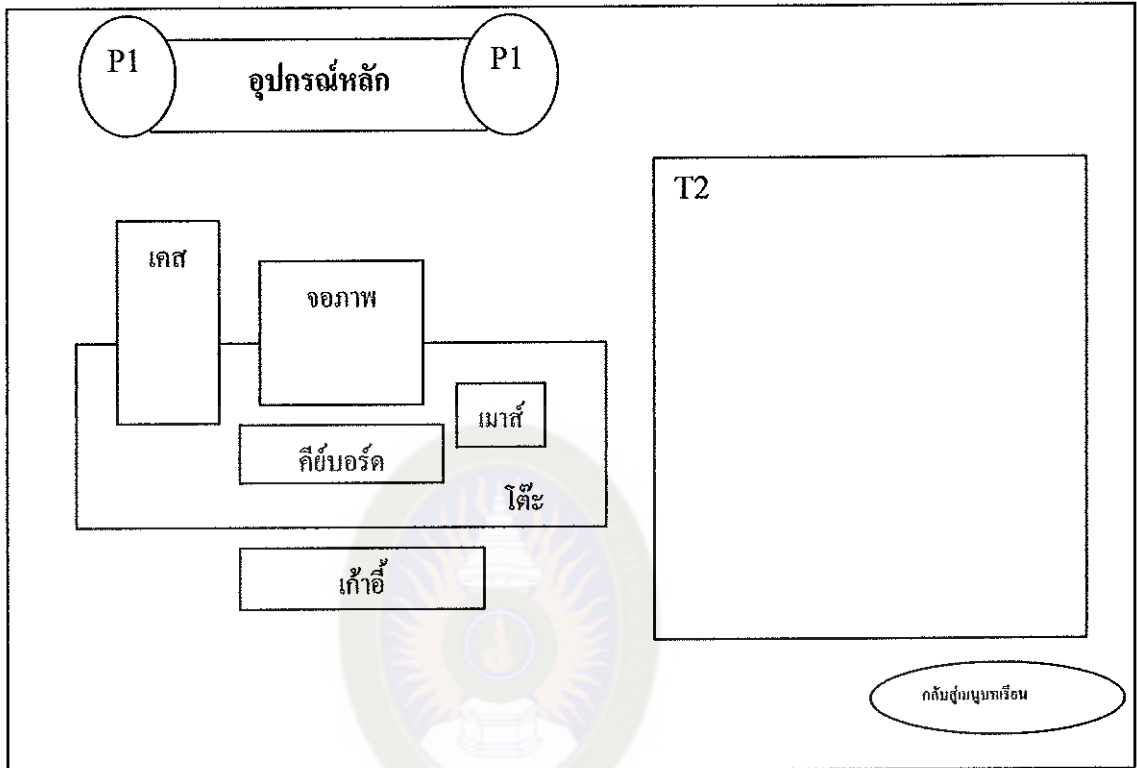 P1
อุปกรณ์หลัก
P1
T2
เคส
จอภาพ
เมาส์
คีย์บอร์ด
โต๊ะ
เก้าอี้
กลับสู่เมนูบทเรียน